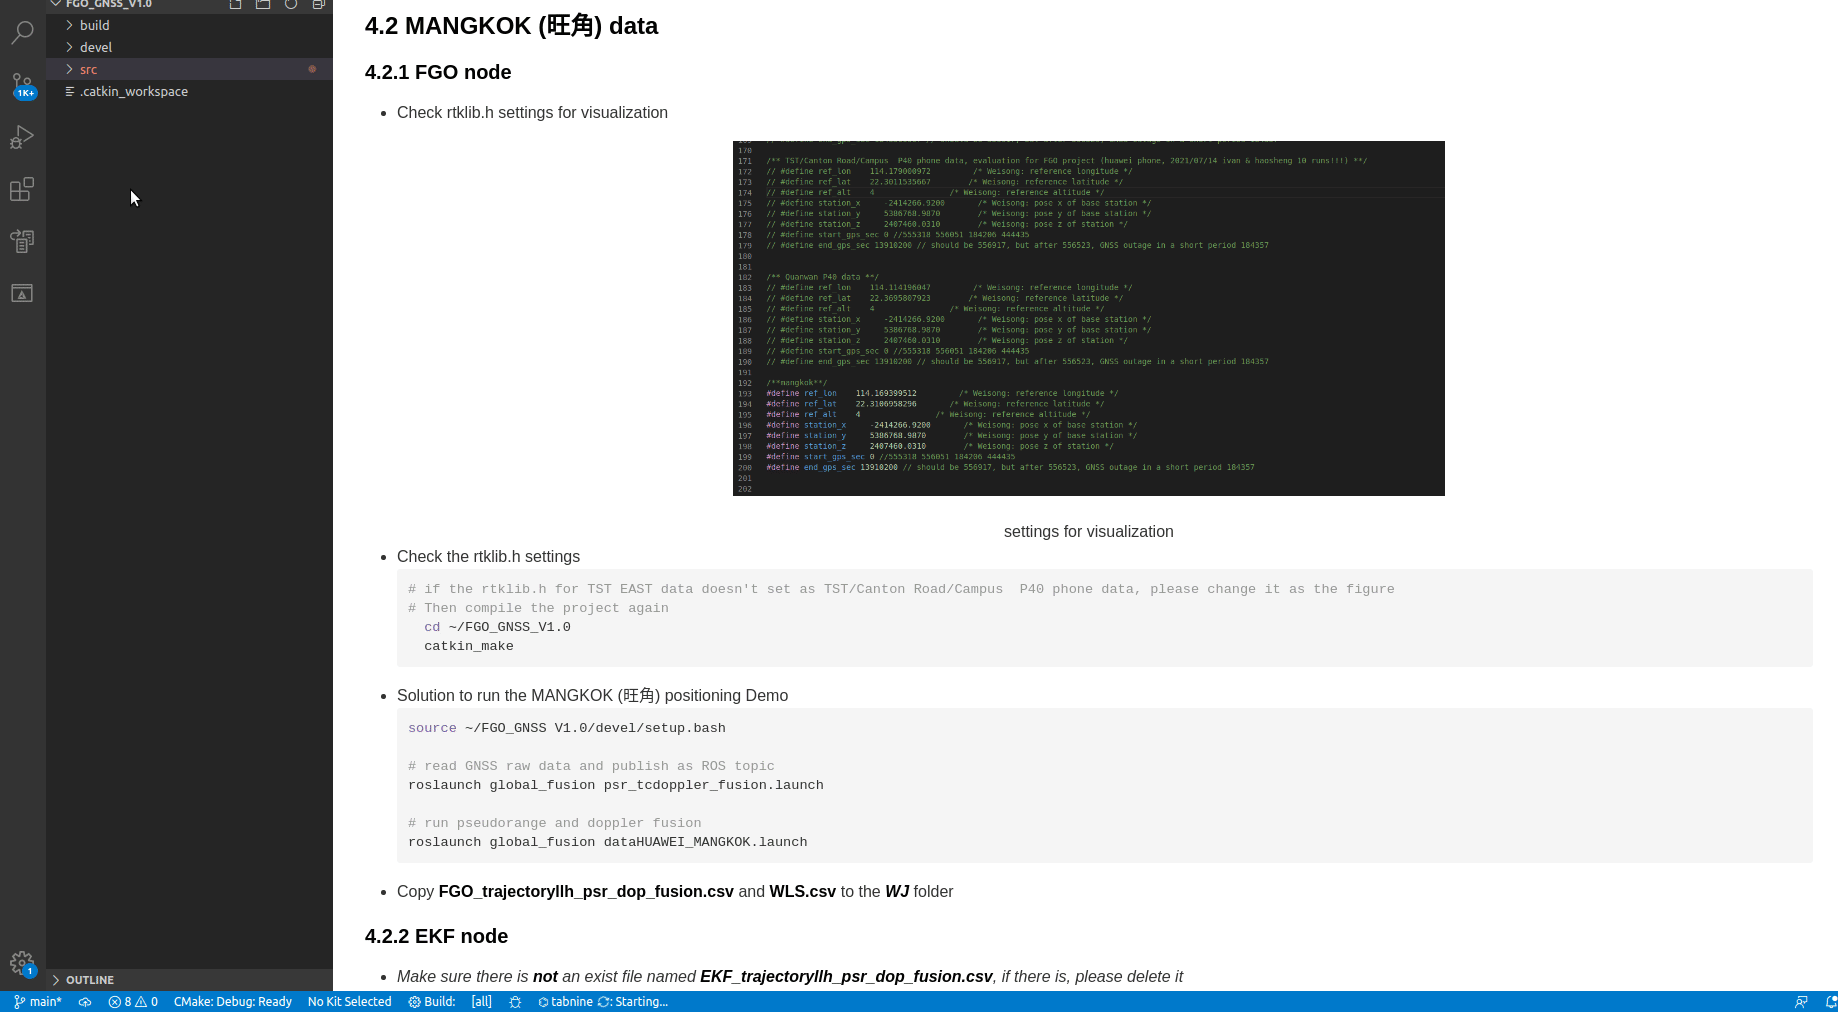 FGO_GNSS_V1.0
build
devel
src
.catkin_workspace
1K+
1
OUTLINE
4.2 MANGKOK (旺角) data
4.2.1 FGO node
• Check rtklib.h settings for visualization
170
171 /** TST/Canton Road/Campus  P40 phone data, evaluation for FGO project (huawei phone, 2021/07/14 ivan & haosheng 10 runs!!!) **/
172 // #define ref_lon 114.179000972 /* Weisong: reference longitude */
173 // #define ref_lat 22.3011535667 /* Weisong: reference latitude */
174 // #define ref_alt 4 /* Weisong: reference altitude */
175 // #define station_x -2414266.9200 /* Weisong: pose x of base station */
176 // #define station_y 5386768.9870 /* Weisong: pose y of base station */
177 // #define station_z 2407460.0310 /* Weisong: pose z of station */
178 // #define start_gps_sec 0 //555318 556051 184206 444435
179 // #define end_gps_sec 13910200 // should be 556917, but after 556523, GNSS outage in a short period 184357
180
181
182 /** Quanwan P40 data **/
183 // #define ref_lon 114.114196047 /* Weisong: reference longitude */
184 // #define ref_lat 22.3695807923 /* Weisong: reference latitude */
185 // #define ref_alt 4 /* Weisong: reference altitude */
186 // #define station_x -2414266.9200 /* Weisong: pose x of base station */
187 // #define station_y 5386768.9870 /* Weisong: pose y of base station */
188 // #define station_z 2407460.0310 /* Weisong: pose z of station */
189 // #define start_gps_sec 0 //555318 556051 184206 444435
190 // #define end_gps_sec 13910200 // should be 556917, but after 556523, GNSS outage in a short period 184357
191
192 /**mangkok**/
193 #define ref_lon 114.169399512 /* Weisong: reference longitude */
194 #define ref_lat 22.3106958296 /* Weisong: reference latitude */
195 #define ref_alt 4 /* Weisong: reference altitude */
196 #define station_x -2414266.9200 /* Weisong: pose x of base station */
197 #define station_y 5386768.9870 /* Weisong: pose y of base station */
198 #define station_z 2407460.0310 /* Weisong: pose z of station */
199 #define start_gps_sec 0 //555318 556051 184206 444435
200 #define end_gps_sec 13910200 // should be 556917, but after 556523, GNSS outage in a short period 184357
201
202
settings for visualization
• Check the rtklib.h settings
# if the rtklib.h for TST EAST data doesn't set as TST/Canton Road/Campus  P40 phone data, please change it as the figure
# Then compile the project again
cd ~/FGO_GNSS_V1.0
catkin_make
• Solution to run the MANGKOK (旺角) positioning Demo
source ~/FGO_GNSS V1.0/devel/setup.bash
# read GNSS raw data and publish as ROS topic
roslaunch global_fusion psr_tcdoppler_fusion.launch
# run pseudorange and doppler fusion
roslaunch global_fusion dataHUAWEI_MANGKOK.launch
• Copy FGO_trajectoryllh_psr_dop_fusion.csv and WLS.csv to the WJ folder
4.2.2 EKF node
• Make sure there is not an exist file named EKF_trajectoryllh_psr_dop_fusion.csv, if there is, please delete it
main* 8 0 CMake: Debug: Ready No Kit Selected Build: [all] tabnine : Starting...